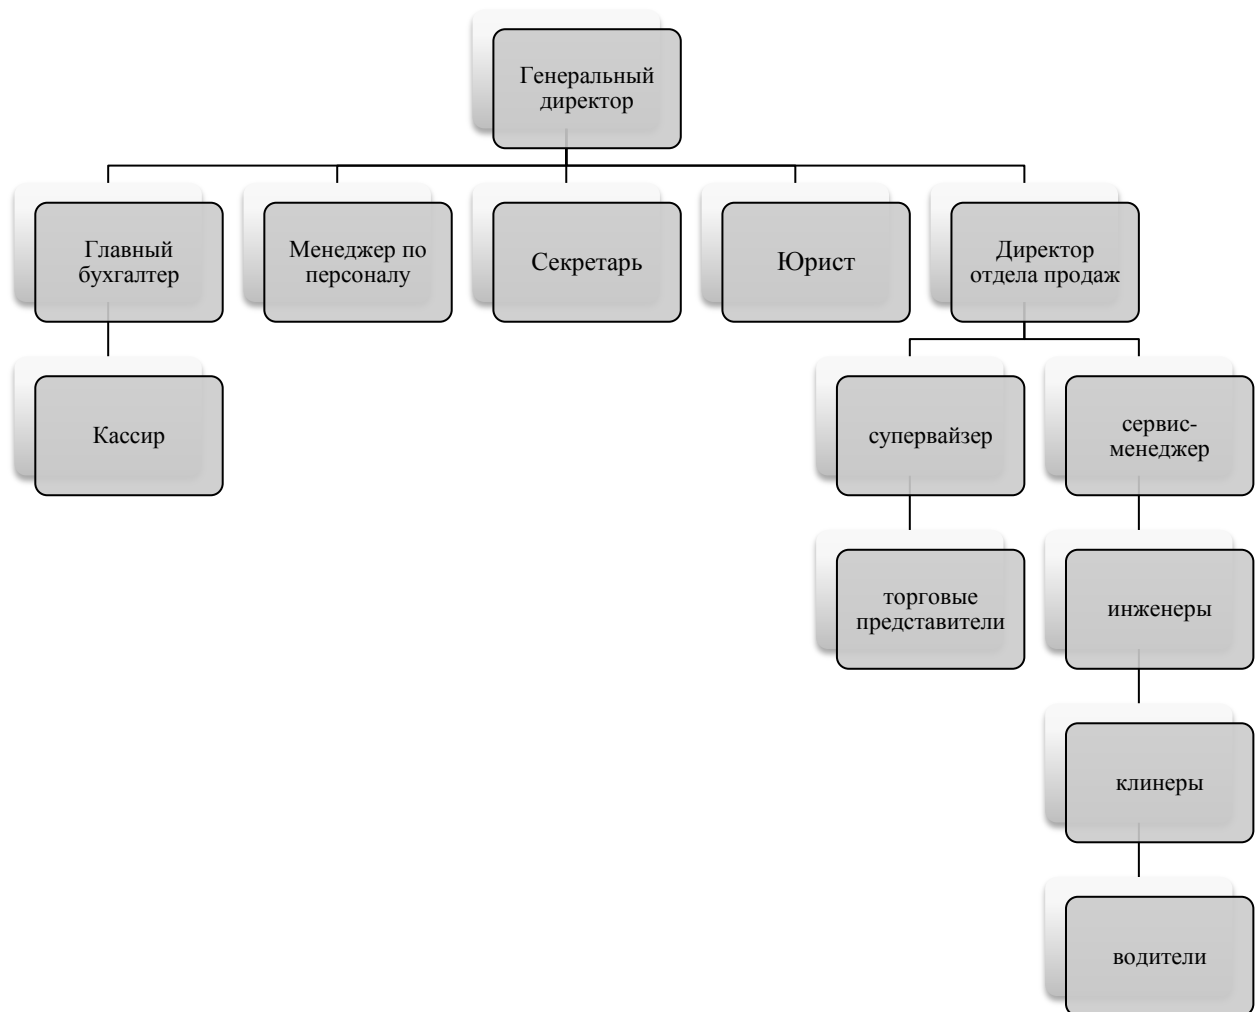 Генеральный
директор
Главный
бухгалтер
Менеджер по
персоналу
Секретарь
Юрист
Директор
отдела продаж
Кассир
супервайзер
сервис-
менеджер
торговые
представители
инженеры
клинеры
водители